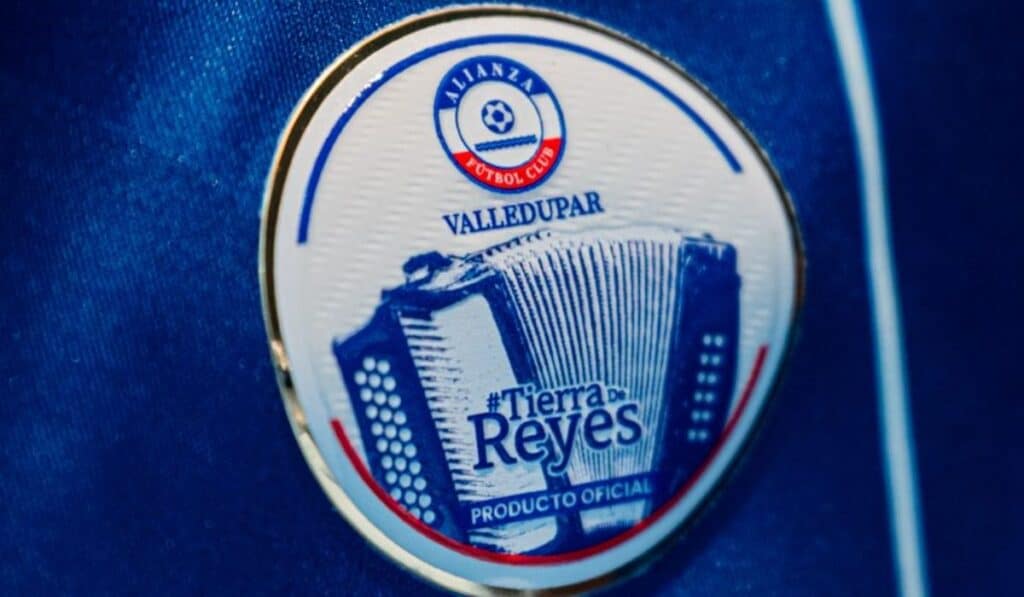 ALIANZA
FÚTBOL CLUB
VALLEDUPAR
#Tierra De
Reyes
PRODUCTO OFICIAL